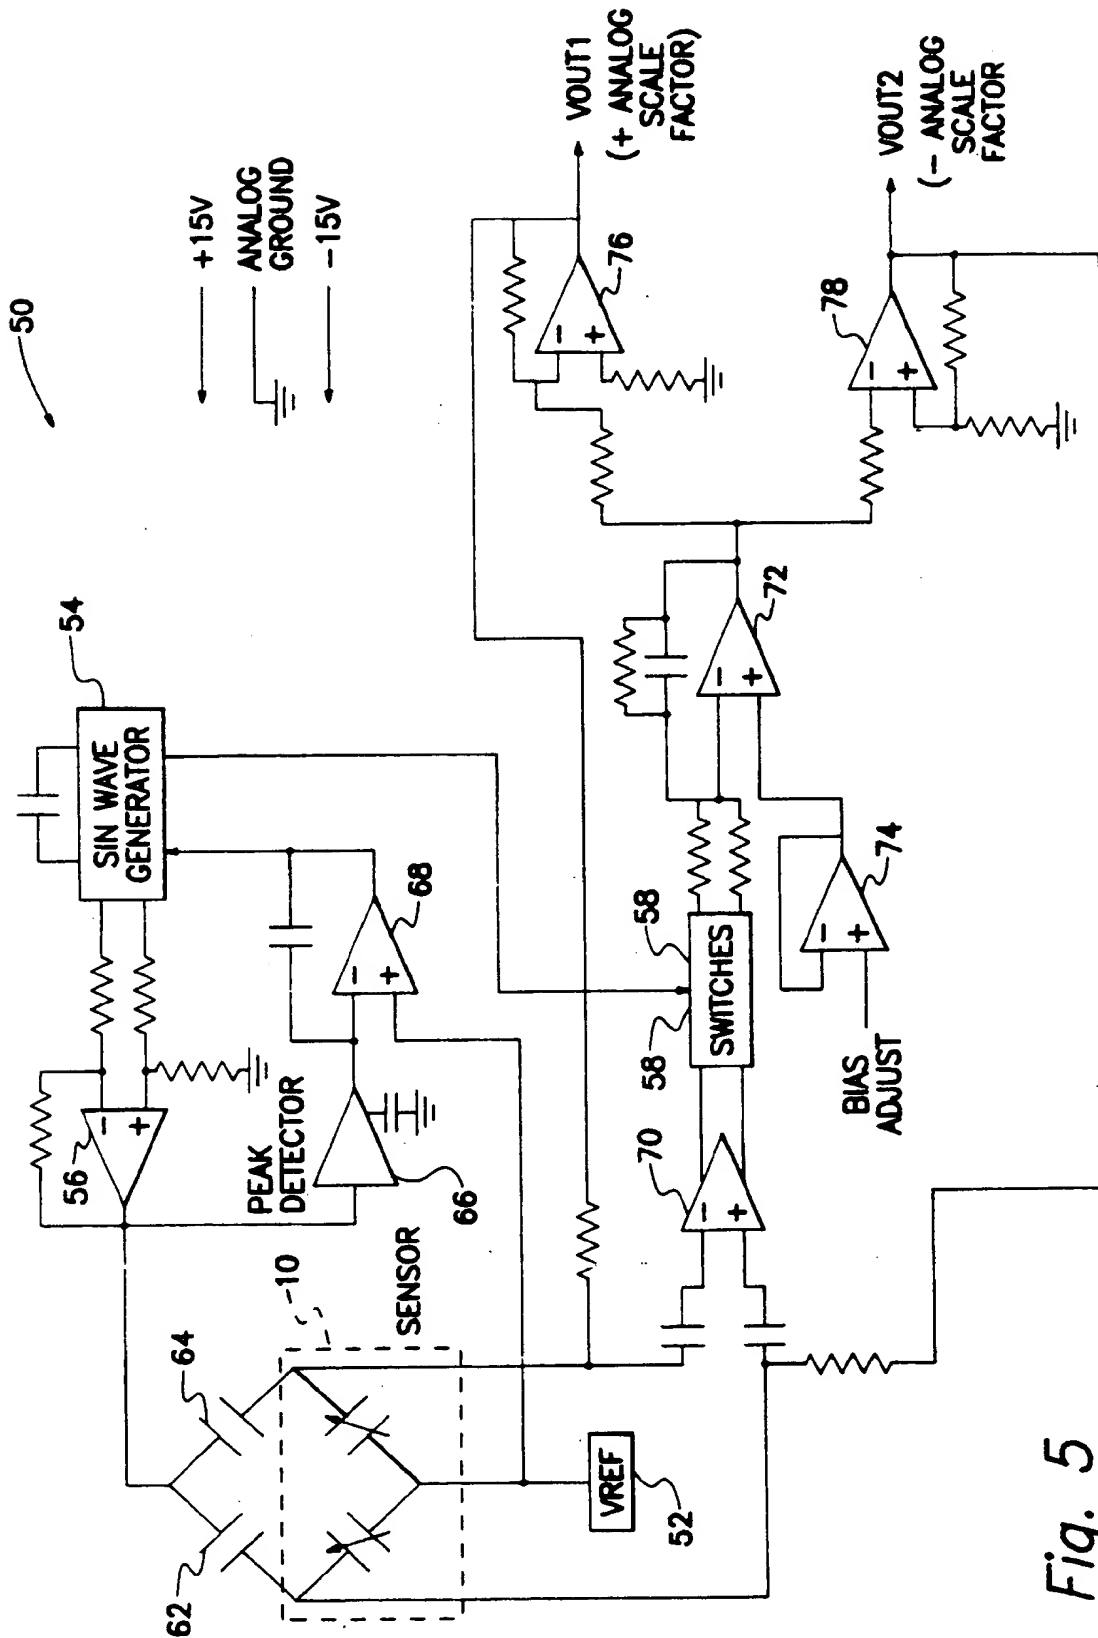 50
+15V
ANALOG
GROUND
-15V
54
SIN WAVE
GENERATOR
56
-
+
PEAK
DETECTOR
66
68
-
+
64
62
10
SENSOR
VREF
52
70
-
+
58
58
SWITCHES
72
-
+
74
-
+
BIAS
ADJUST
76
-
+
VOUT1
(+ ANALOG
SCALE
FACTOR)
78
-
+
VOUT2
(- ANALOG
SCALE
FACTOR
Fig. 5